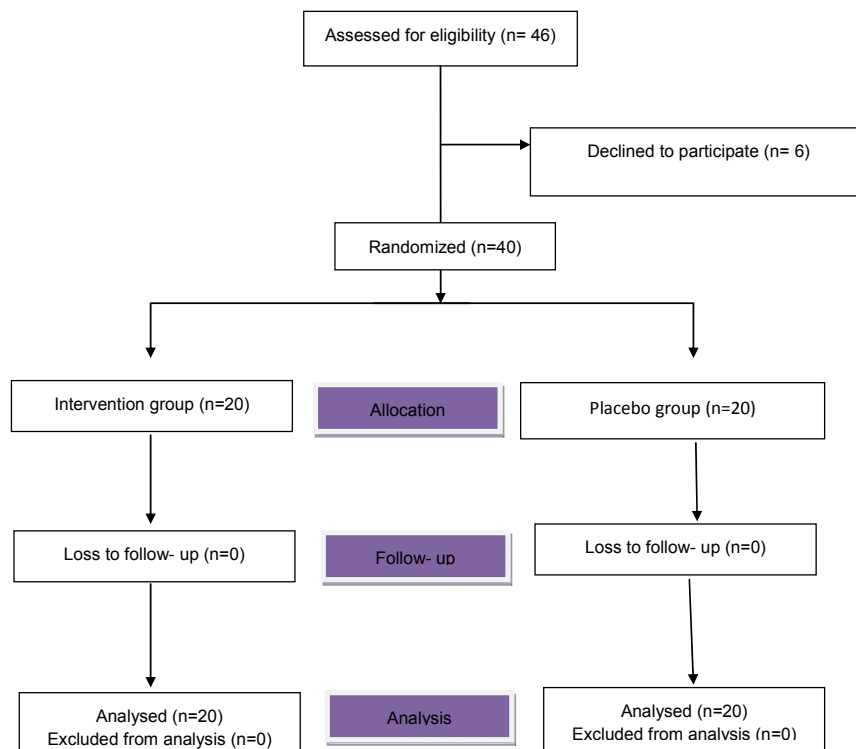 Assessed for eligibility (n= 46)
Declined to participate (n= 6)
Randomized (n=40)
Intervention group (n=20)
Allocation
Placebo group (n=20)
Loss to follow- up (n=0)
Follow- up
Loss to follow- up (n=0)
Analysed (n=20)
Excluded from analysis (n=0)
Analysis
Analysed (n=20)
Excluded from analysis (n=0)